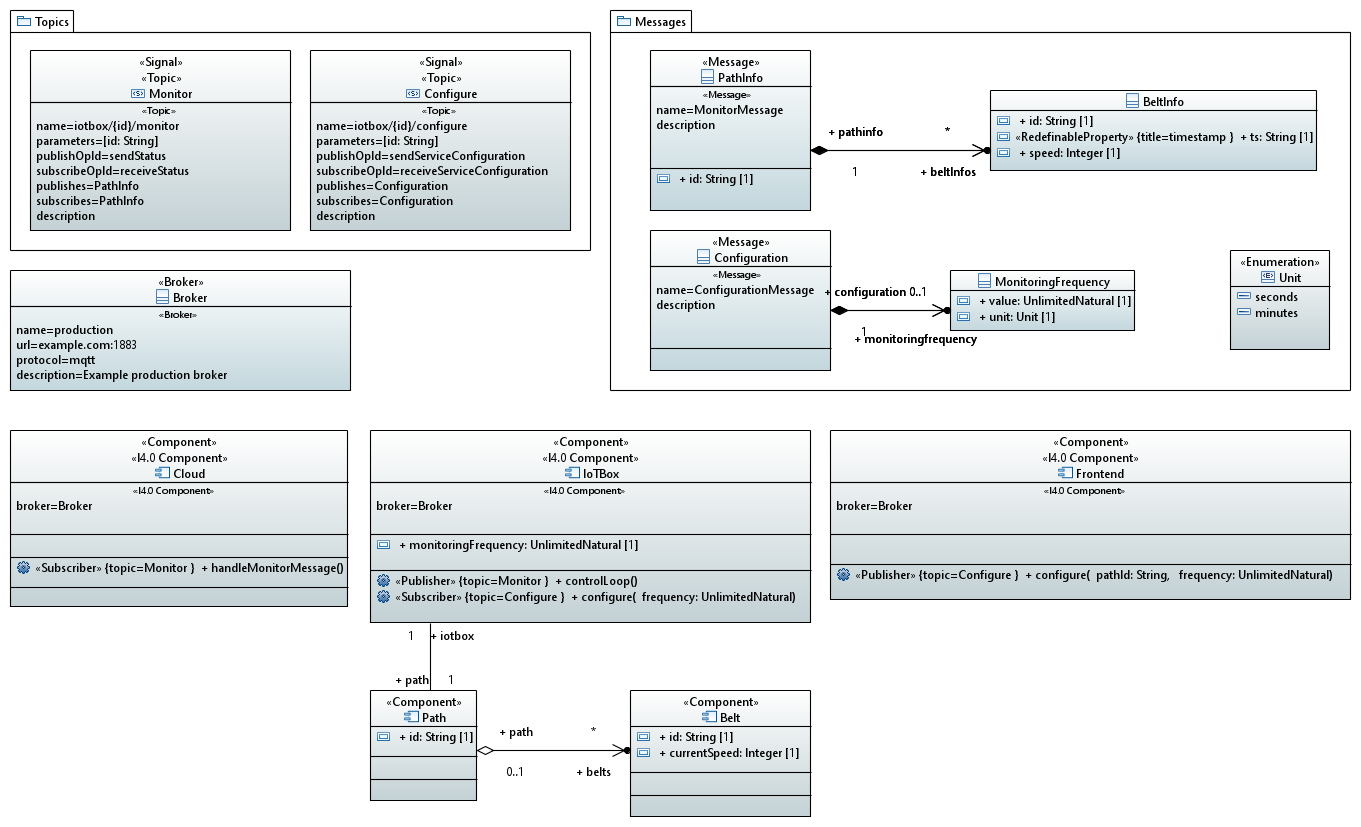 Topics
«Signal»
«Topic»
Monitor
«Topic»
name=iotbox/{id}/monitor
parameters=[id: String]
publishOpId=sendStatus
subscribeOpId=receiveStatus
publishes=PathInfo
subscribes=PathInfo
description
«Signal»
«Topic»
Configure
«Topic»
name=iotbox/{id}/configure
parameters=[id: String]
publishOpId=sendServiceConfiguration
subscribeOpId=receiveServiceConfiguration
publishes=Configuration
subscribes=Configuration
description
Messages
«Message»
PathInfo
«Message»
name=MonitorMessage
description
+ id: String [1]
+ pathinfo
*
1
+ beltInfos
BeltInfo
+ id: String [1]
«RedefinableProperty» {title=timestamp } + ts: String [1]
+ speed: Integer [1]
«Message»
Configuration
«Message»
name=ConfigurationMessage
description
+ configuration 0..1
1
+ monitoringfrequency
MonitoringFrequency
+ value: UnlimitedNatural [1]
+ unit: Unit [1]
«Enumeration»
Unit
seconds
minutes
«Broker»
Broker
«Broker»
name=production
url=example.com:1883
protocol=mqtt
description=Example production broker
«Component»
«I4.0 Component»
Cloud
«I4.0 Component»
broker=Broker
«Subscriber» {topic=Monitor } + handleMonitorMessage()
«Component»
«I4.0 Component»
IoTBox
«I4.0 Component»
broker=Broker
+ monitoringFrequency: UnlimitedNatural [1]
«Publisher» {topic=Monitor } + controlLoop()
«Subscriber» {topic=Configure } + configure( frequency: UnlimitedNatural)
«Component»
«I4.0 Component»
Frontend
«I4.0 Component»
broker=Broker
«Publisher» {topic=Configure } + configure( pathId: String, frequency: UnlimitedNatural)
1 + iotbox
+ path 1
«Component»
Path
+ id: String [1]
+ path
*
0..1
+ belts
«Component»
Belt
+ id: String [1]
+ currentSpeed: Integer [1]